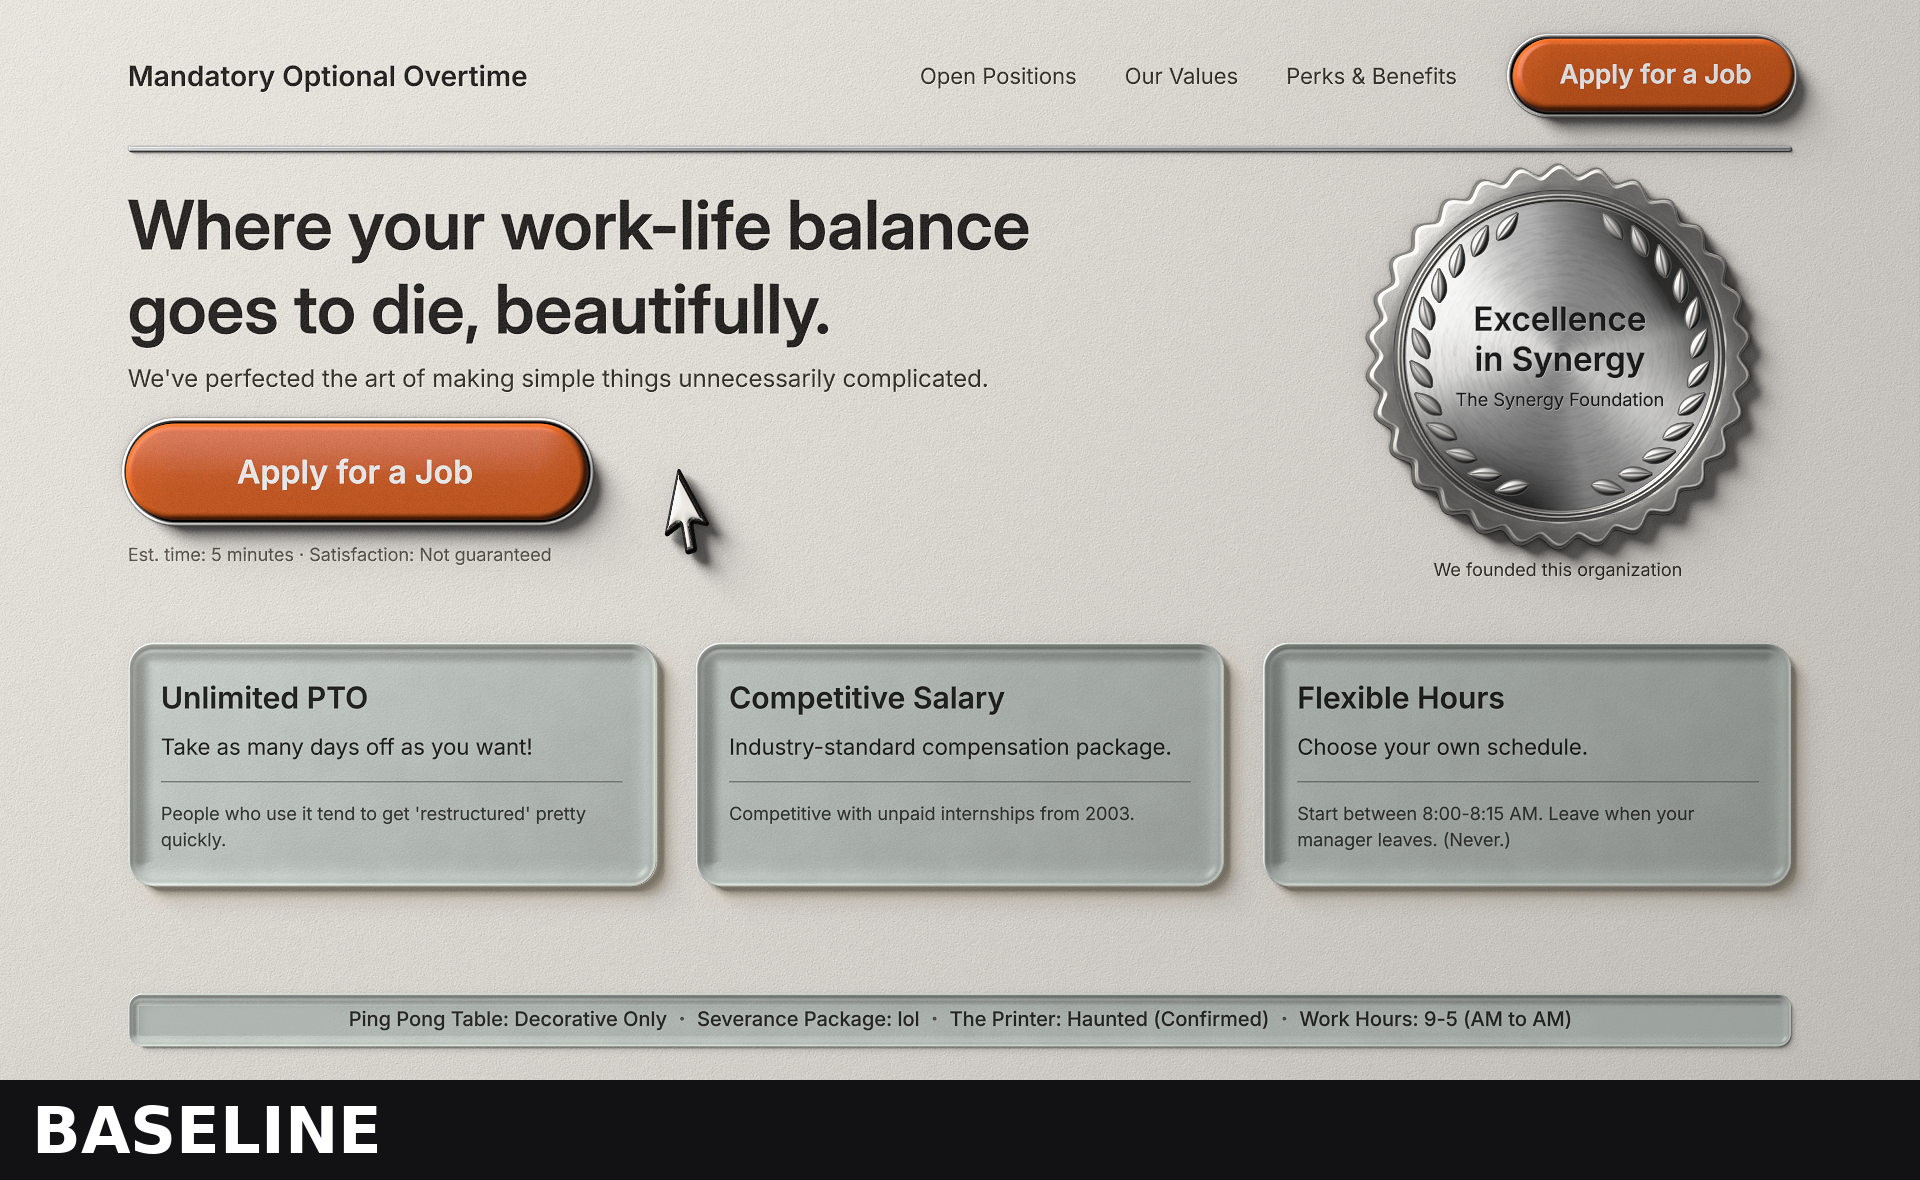 Mandatory Optional Overtime
Open Positions
Our Values
Perks & Benefits
Apply for a Job
Where your work-life balance
goes to die, beautifully.
We've perfected the art of making simple things unnecessarily complicated.
Apply for a Job
Est. time: 5 minutes · Satisfaction: Not guaranteed
Excellence
in Synergy
The Synergy Foundation
We founded this organization
Unlimited PTO
Take as many days off as you want!
People who use it tend to get 'restructured' pretty
quickly.
Competitive Salary
Industry-standard compensation package.
Competitive with unpaid internships from 2003.
Flexible Hours
Choose your own schedule.
Start between 8:00-8:15 AM. Leave when your
manager leaves. (Never.)
Ping Pong Table: Decorative Only · Severance Package: lol · The Printer: Haunted (Confirmed) · Work Hours: 9-5 (AM to AM)
BASELINE